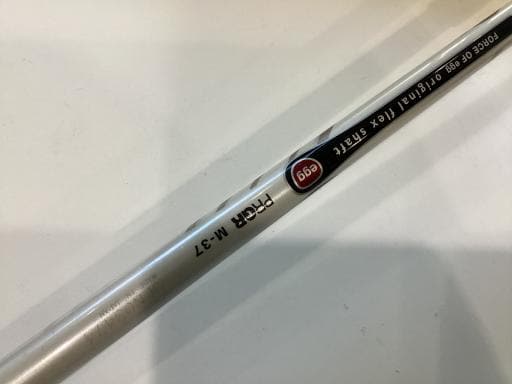 FORCE OF egg original flex shaft
egg
PRGR M-37